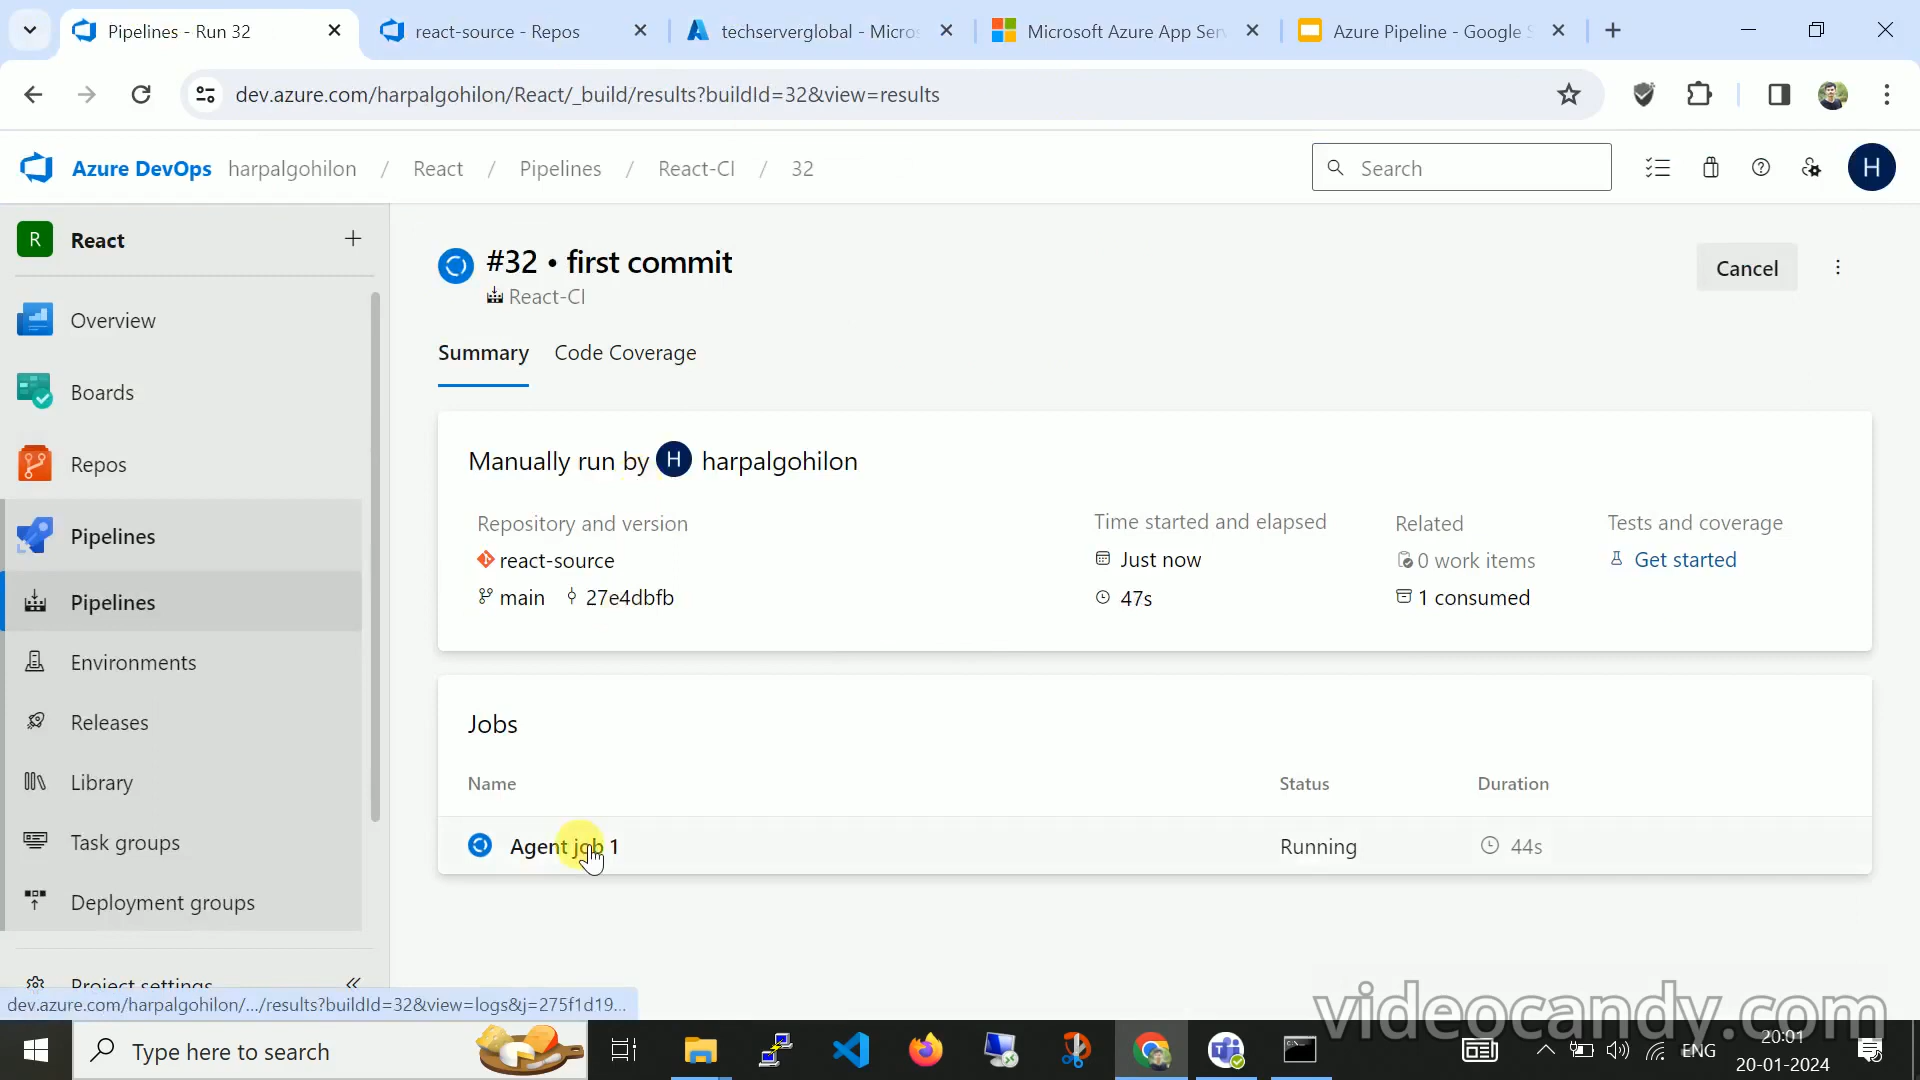 Pipelines - Run 32
react-source - Repos
techserverglobal - Micros
Microsoft Azure App Serv
Azure Pipeline - Google S
dev.azure.com/harpalgohilon/React/_build/results?buildId=32&view=results
Azure DevOps harpalgohilon / React / Pipelines / React-CI / 32
Search
H
R React
Overview
Boards
Repos
Pipelines
Pipelines
Environments
Releases
Library
Task groups
Deployment groups
Project settings
#32 • first commit
React-CI
Cancel
Summary
Code Coverage
Manually run by H harpalgohilon
Repository and version
react-source
main 27e4dbfb
Time started and elapsed
Just now
47s
Related
0 work items
1 consumed
Tests and coverage
Get started
Jobs
Name Status Duration
Agent job 1 Running 44s
dev.azure.com/harpalgohilon/.../results?buildId=32&view=logs&j=275f1d19...
videocandy.com
Type here to search
ENG
20:01
20-01-2024